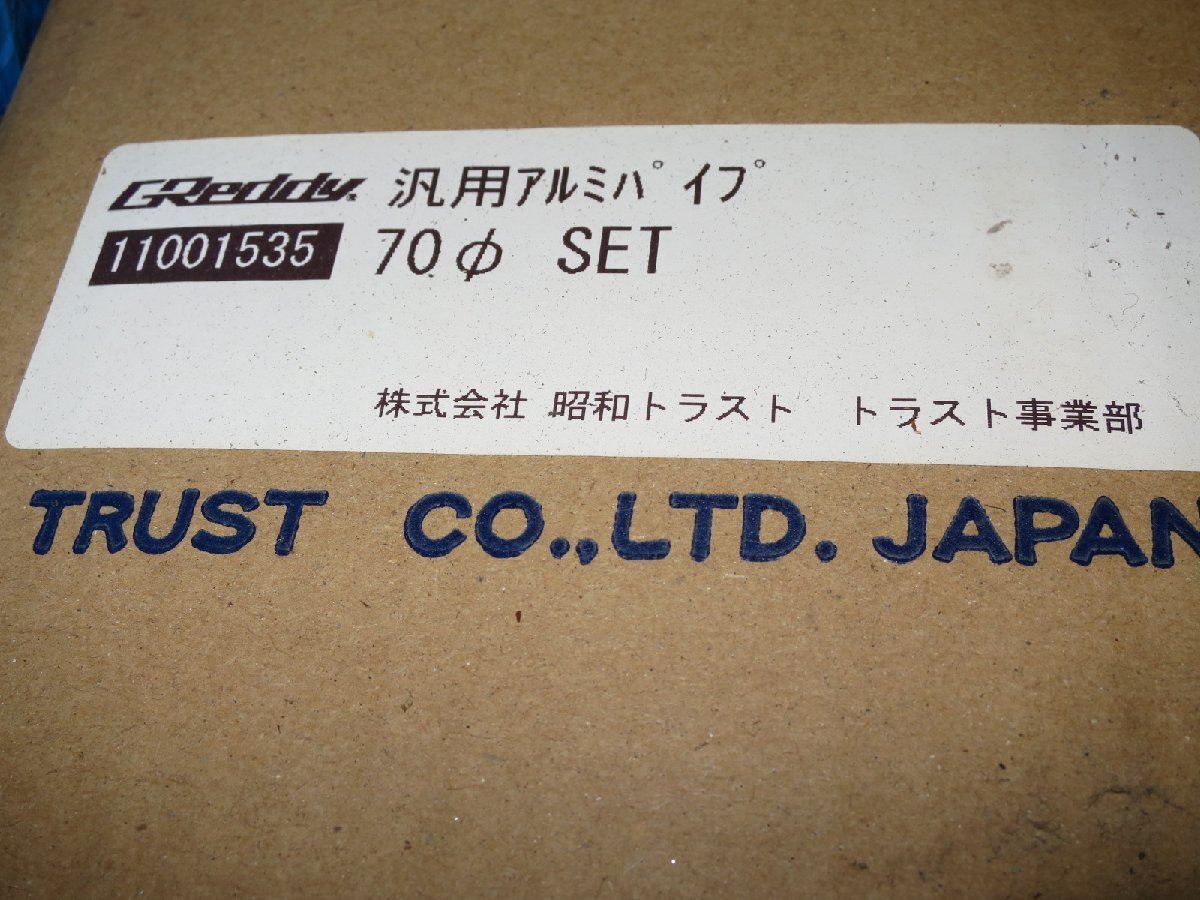 GReddy 汎用ｱﾙﾐﾊﾟｲﾌﾟ
11001535 70φ SET
株式会社 昭和トラスト トラスト事業部
TRUST CO.,LTD. JAPAN